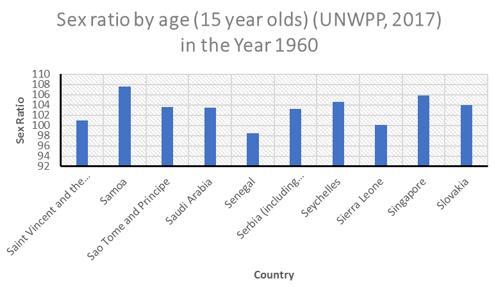 Sex ratio by age (15 year olds) (UNWPP, 2017)
in the Year 1960
Sex Ratio
110
108
106
104
102
100
98
96
94
92
Saint Vincent and the...
Samoa
Sao Tome and Principe
Saudi Arabia
Senegal
Serbia (including...
Seychelles
Sierra Leone
Singapore
Slovakia
Country